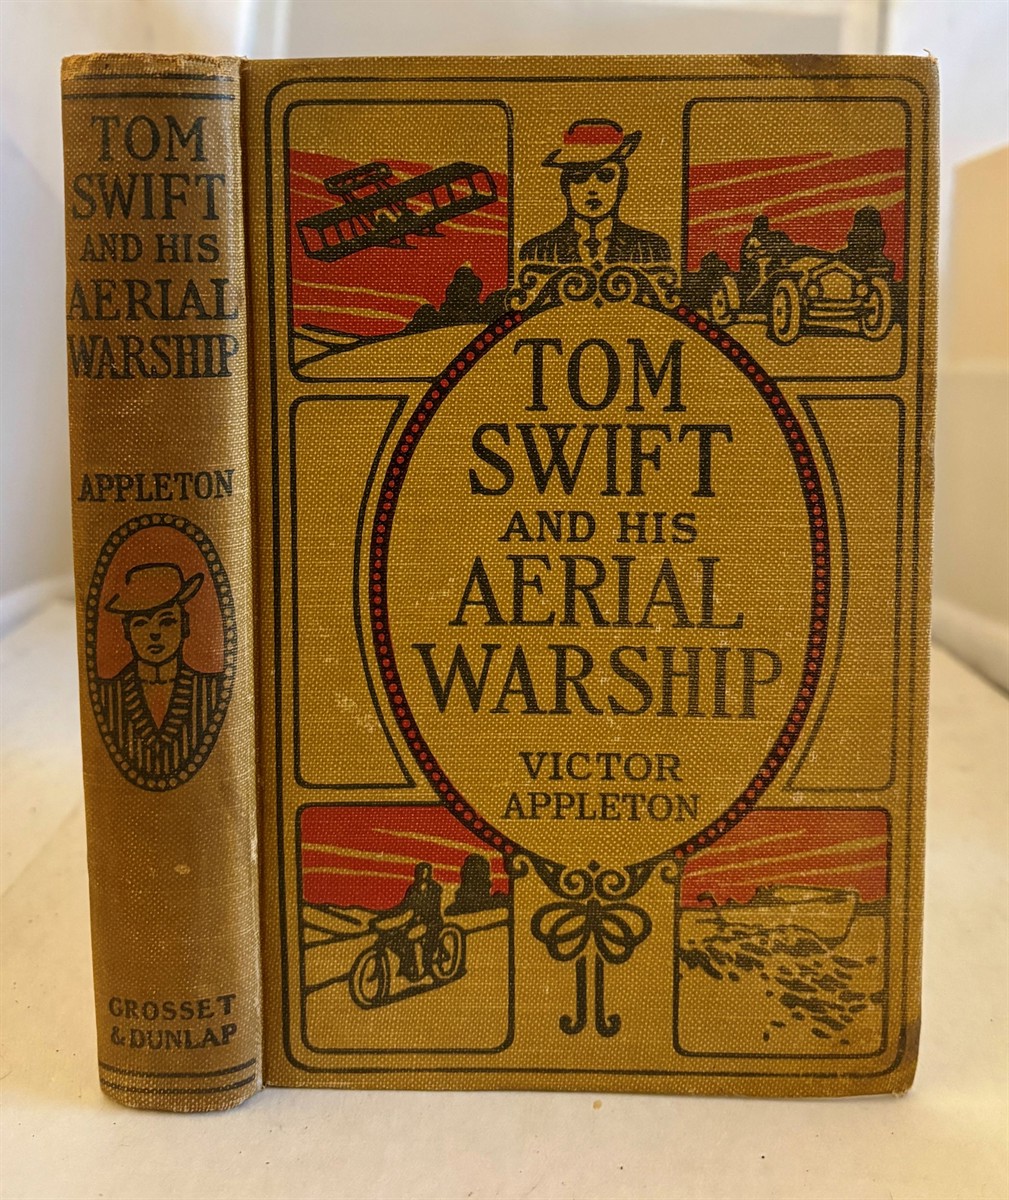 TOM
SWIFT
AND HIS
AERIAL
WARSHIP
APPLETON
GROSSET
& DUNLAP
TOM
SWIFT
AND HIS
AERIAL
WARSHIP
VICTOR
APPLETON